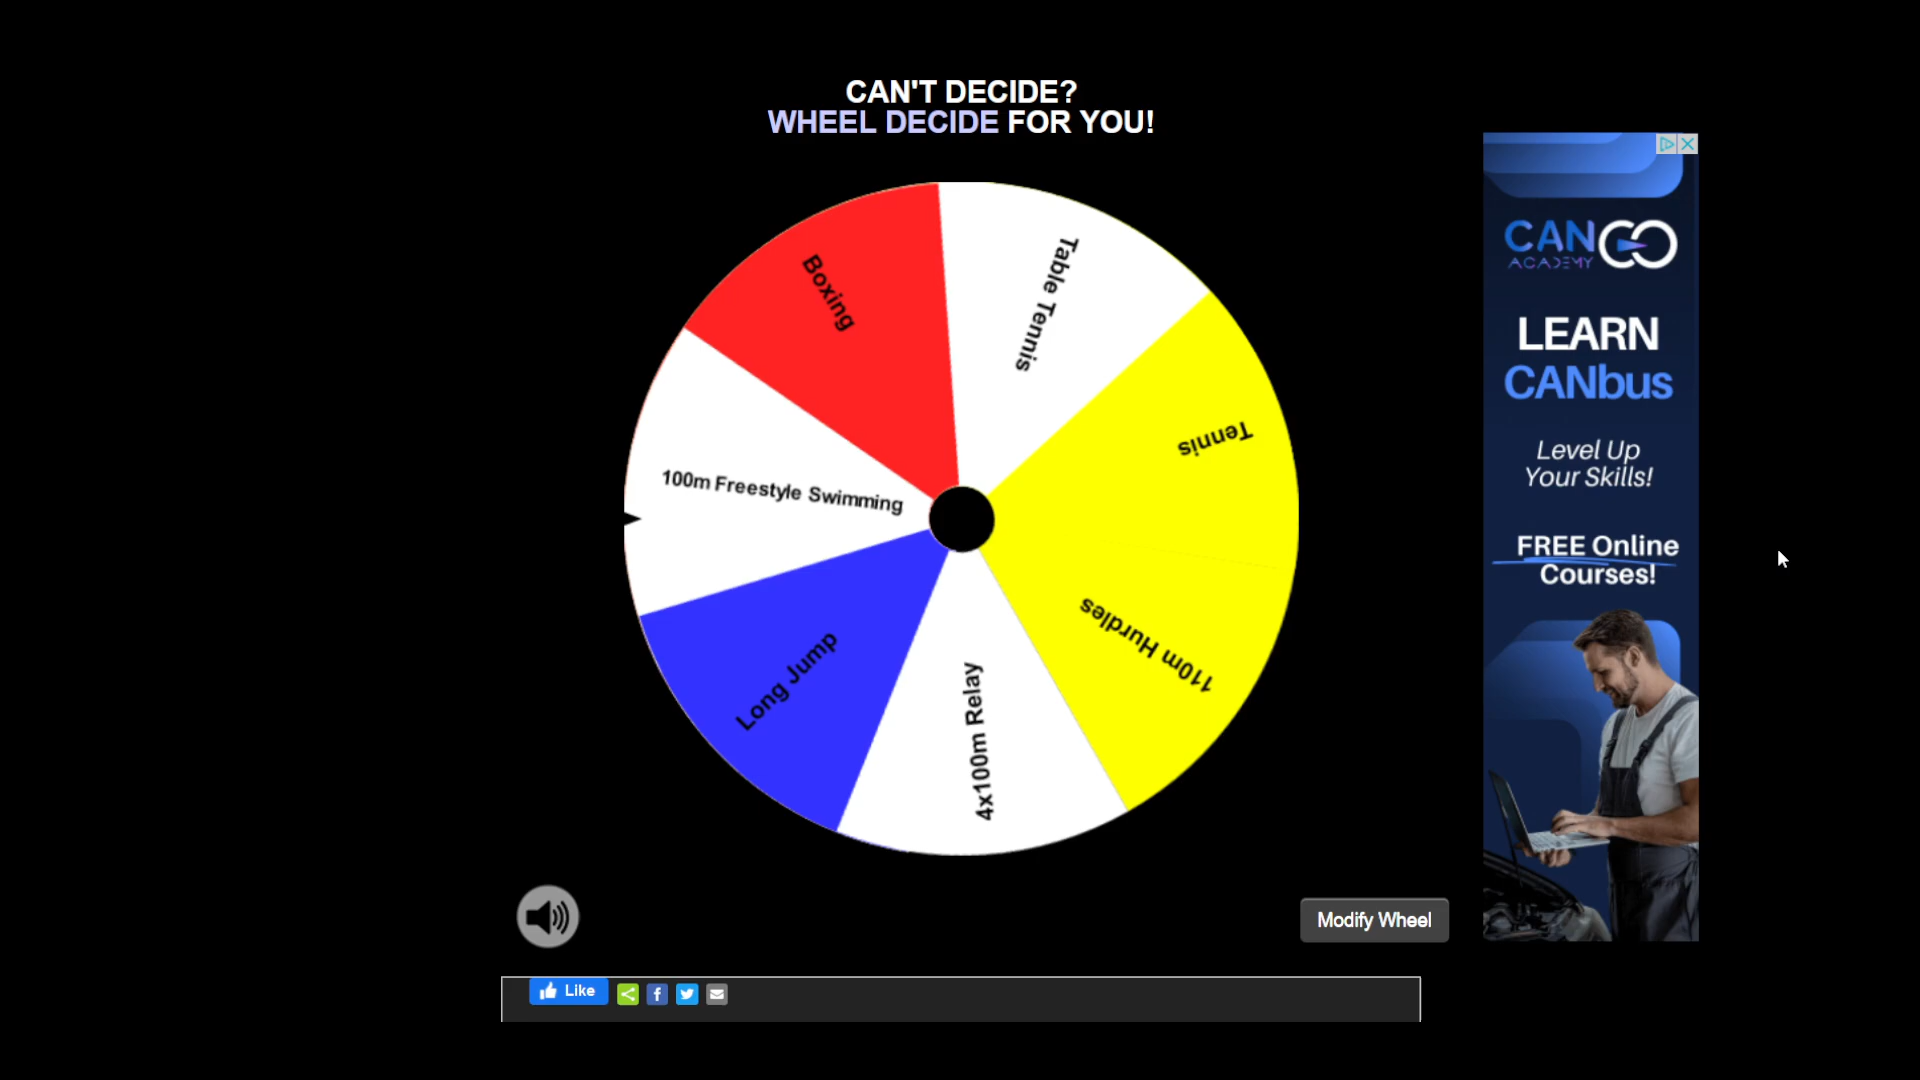 CAN'T DECIDE?
WHEEL DECIDE FOR YOU!
Boxing
Table Tennis
Tennis
110m Hurdles
4x100m Relay
Long Jump
100m Freestyle Swimming
Modify Wheel
Like
CANGO
ACADEMY
LEARN
CANbus
Level Up
Your Skills!
FREE Online
Courses!